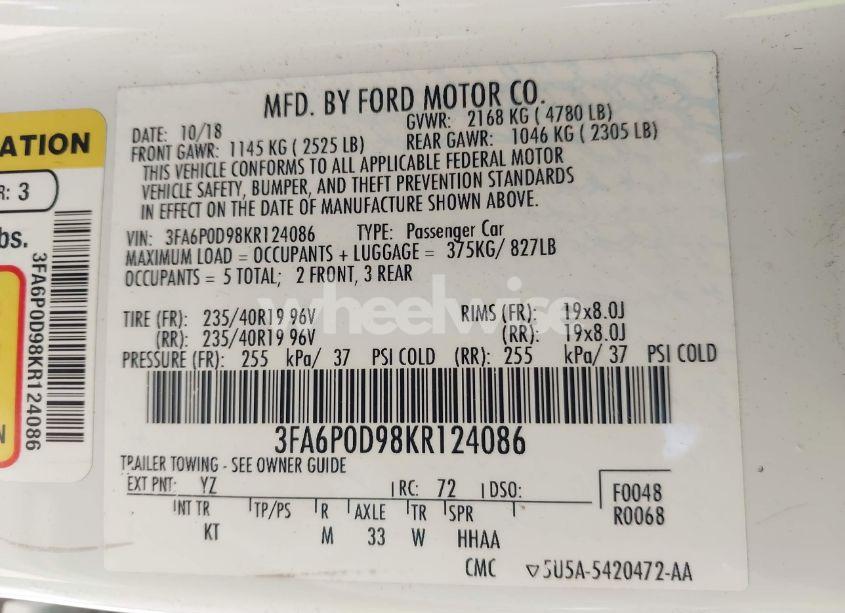 MFD. BY FORD MOTOR CO.
DATE: 10/18
GVWR: 2168 KG ( 4780 LB)
FRONT GAWR: 1145 KG ( 2525 LB)
REAR GAWR: 1046 KG ( 2305 LB)
THIS VEHICLE CONFORMS TO ALL APPLICABLE FEDERAL MOTOR
VEHICLE SAFETY, BUMPER, AND THEFT PREVENTION STANDARDS
IN EFFECT ON THE DATE OF MANUFACTURE SHOWN ABOVE.
VIN: 3FA6P0D98KR124086 TYPE: Passenger Car
MAXIMUM LOAD = OCCUPANTS + LUGGAGE = 375KG/ 827LB
OCCUPANTS = 5 TOTAL; 2 FRONT, 3 REAR
wheelwise
TIRE (FR): 235/40R19 96V RIMS (FR): 19x8.0J
(RR): 235/40R19 96V (RR): 19x8.0J
PRESSURE (FR): 255 kPa/ 37 PSI COLD (RR): 255 kPa/ 37 PSI COLD
3FA6P0D98KR124086
TRAILER TOWING - SEE OWNER GUIDE
EXT PNT: YZ RC: 72 DSO:
F0048
R0068
INT TR TP/PS R AXLE TR SPR
KT M 33 W HHAA
CMC 5U5A-5420472-AA
ATION
R: 3
bs.
3FA6P0D98KR124086
N